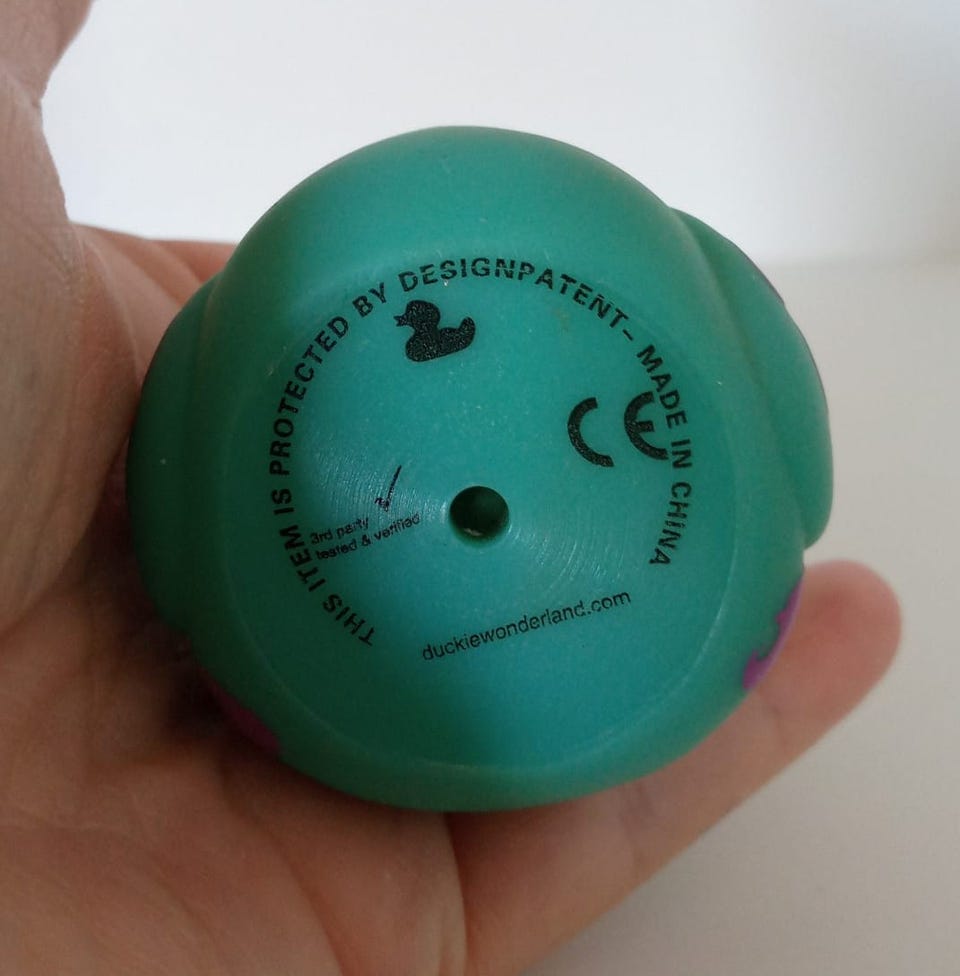 THIS ITEM IS PROTECTED BY DESIGNPATENT- MADE IN CHINA
CE
3rd party
tested & verified
duckiewonderland.com